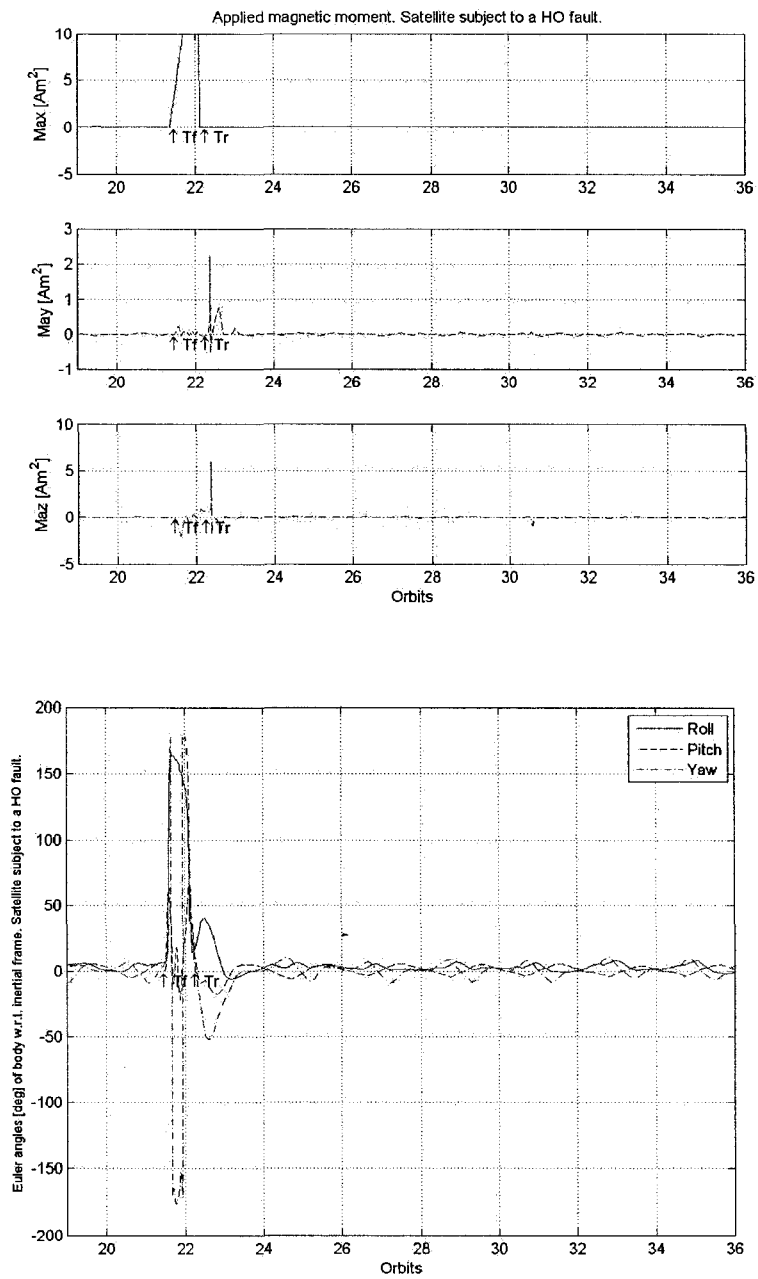 Applied magnetic moment. Satellite subject to a HO fault.
Max [Am²]
10
5
0
-5
↑ Tf ↑ Tr
20 22 24 26 28 30 32 34 36
May [Am²]
3
2
1
0
-1
↑ Tf ↑ Tr
20 22 24 26 28 30 32 34 36
Maz [Am²]
10
5
0
-5
↑ Tf ↑ Tr
20 22 24 26 28 30 32 34 36
Orbits
Euler angles [deg] of body w.r.t. inertial frame. Satellite subject to a HO fault.
200
150
100
50
0
-50
-100
-150
-200
Roll
Pitch
Yaw
↑ Tf ↑ Tr
20 22 24 26 28 30 32 34 36
Orbits